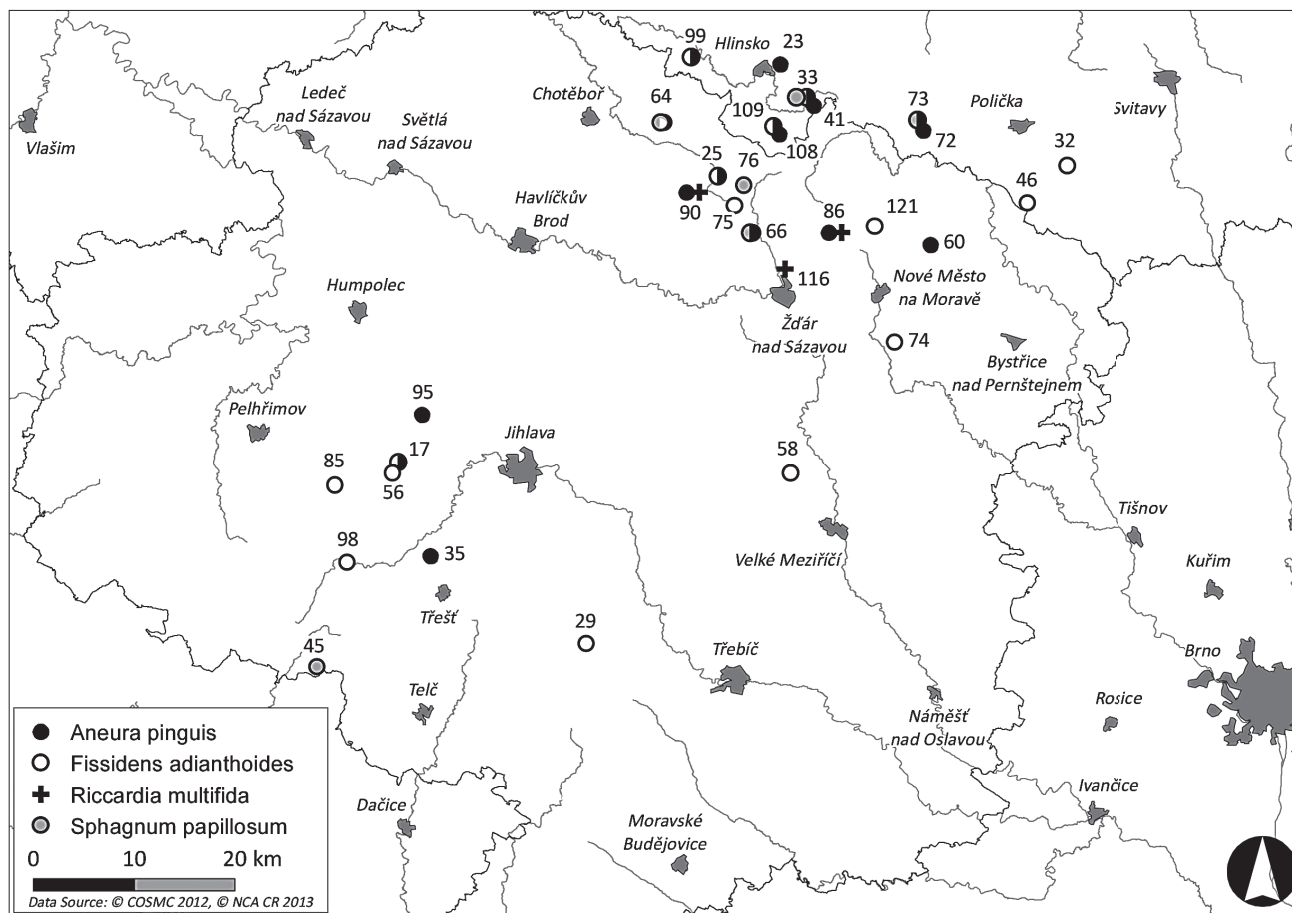 99
Hlinsko
23
Ledeč
nad Sázavou
Chotěboř
64
33
Světlá
nad Sázavou
109
41
73
Polička
Svitavy
Vlašim
108
72
32
25
76
46
Havlíčkův
Brod
90
75
86
121
66
60
116
Nové Město
na Moravě
Humpolec
Žďár
nad Sázavou
74
Bystřice
nad Pernštejnem
95
Pelhřimov
17
Jihlava
85
56
58
Tišnov
98
35
Velké Meziříčí
Kuřim
Třešť
29
45
Třebíč
Brno
Telč
Náměšť
nad Oslavou
Rosice
Dačice
Moravské
Budějovice
Ivančice
Aneura pinguis
Fissidens adianthoides
Riccardia multifida
Sphagnum papillosum
0 10 20 km
Data Source: © COSMC 2012, © NCA CR 2013